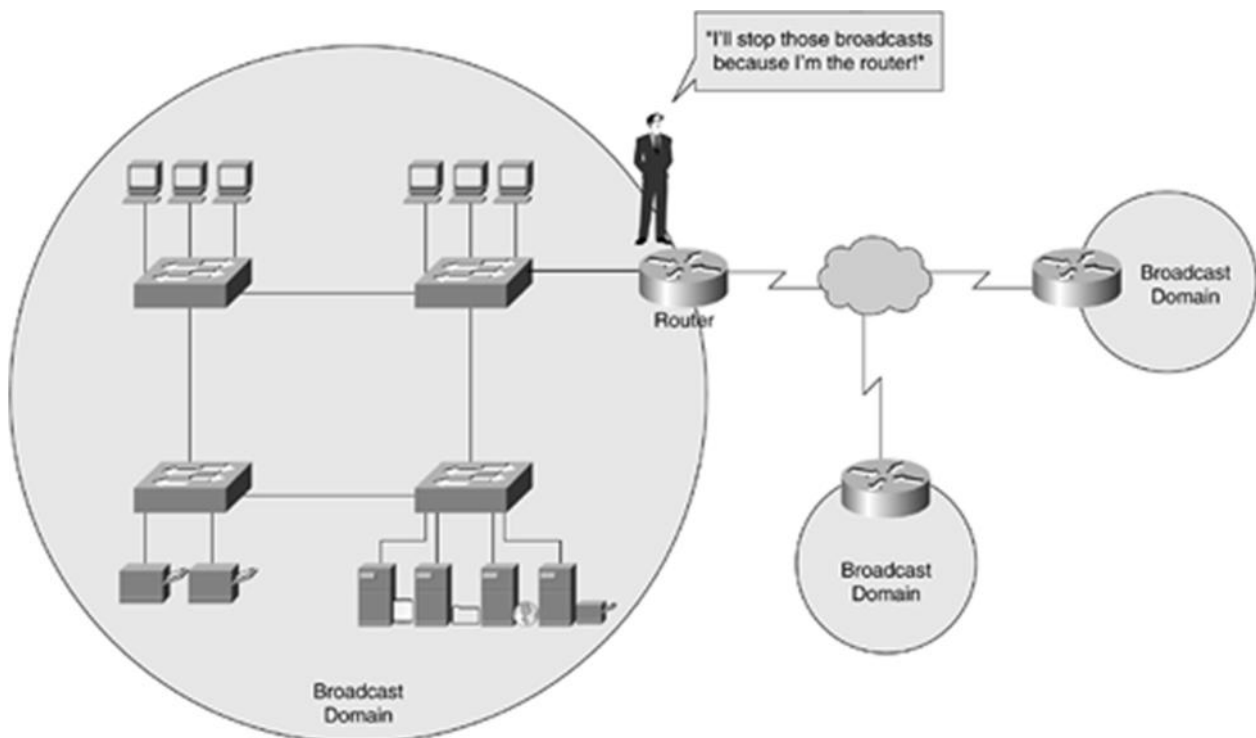 "I'll stop those broadcasts
because I'm the router!"
Router
Broadcast
Domain
Broadcast
Domain
Broadcast
Domain